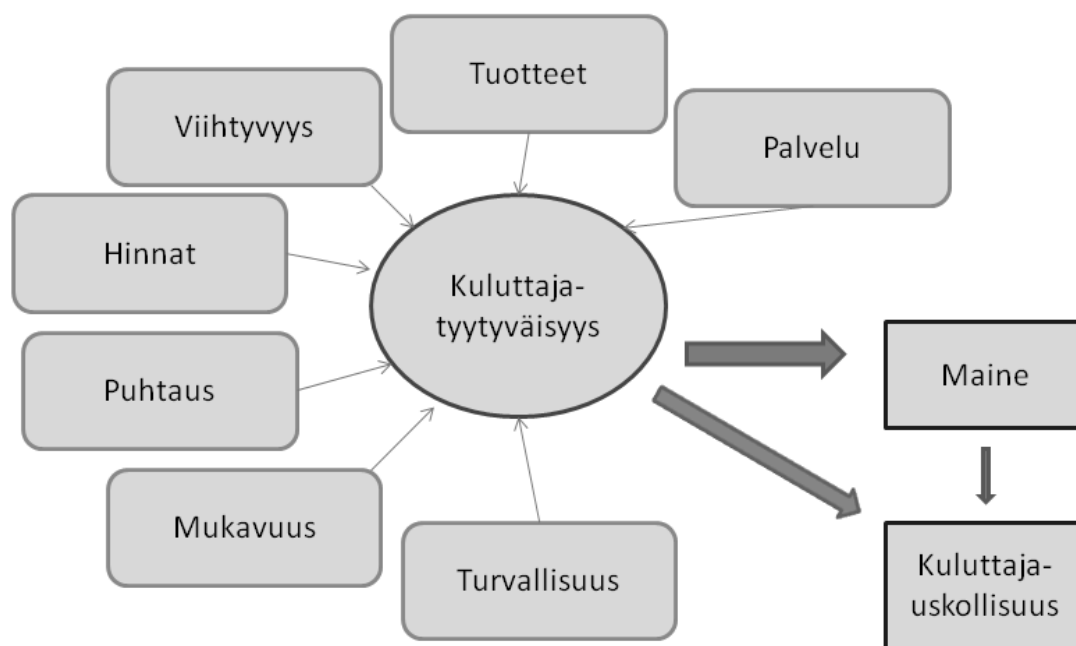 Tuotteet
Viihtyvyys
Palvelu
Hinnat
Kuluttaja-
tyytyväisyys
Maine
Puhtaus
Mukavuus
Turvallisuus
Kuluttaja-
uskollisuus